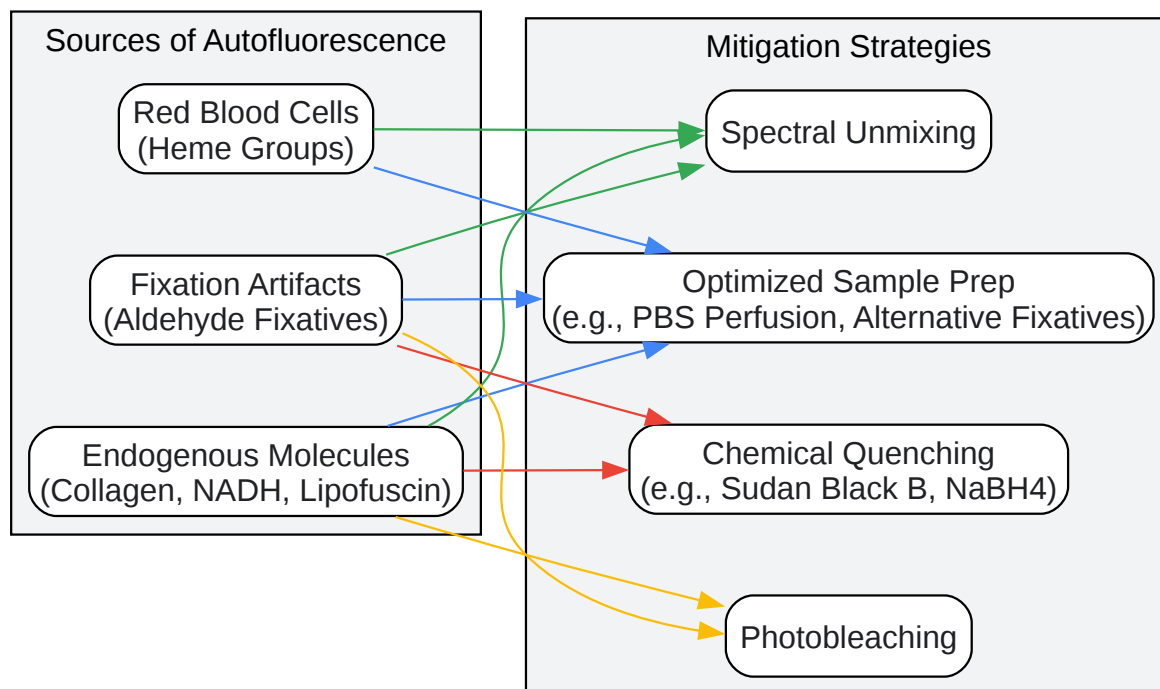 Sources of Autofluorescence
Red Blood Cells
(Heme Groups)
Fixation Artifacts
(Aldehyde Fixatives)
Endogenous Molecules
(Collagen, NADH, Lipofuscin)
Mitigation Strategies
Spectral Unmixing
Optimized Sample Prep
(e.g., PBS Perfusion, Alternative Fixatives)
Chemical Quenching
(e.g., Sudan Black B, NaBH4)
Photobleaching